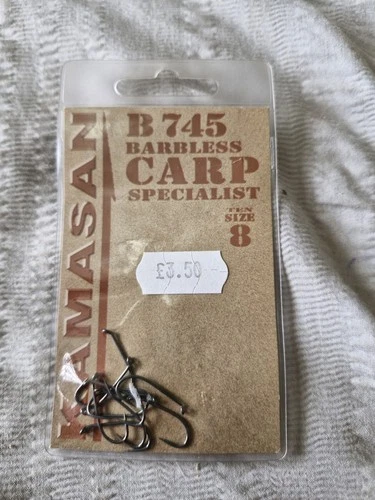 KAMASAN
B 745
BARBLESS
CARP
SPECIALIST
TEN
SIZE
8
£3.50